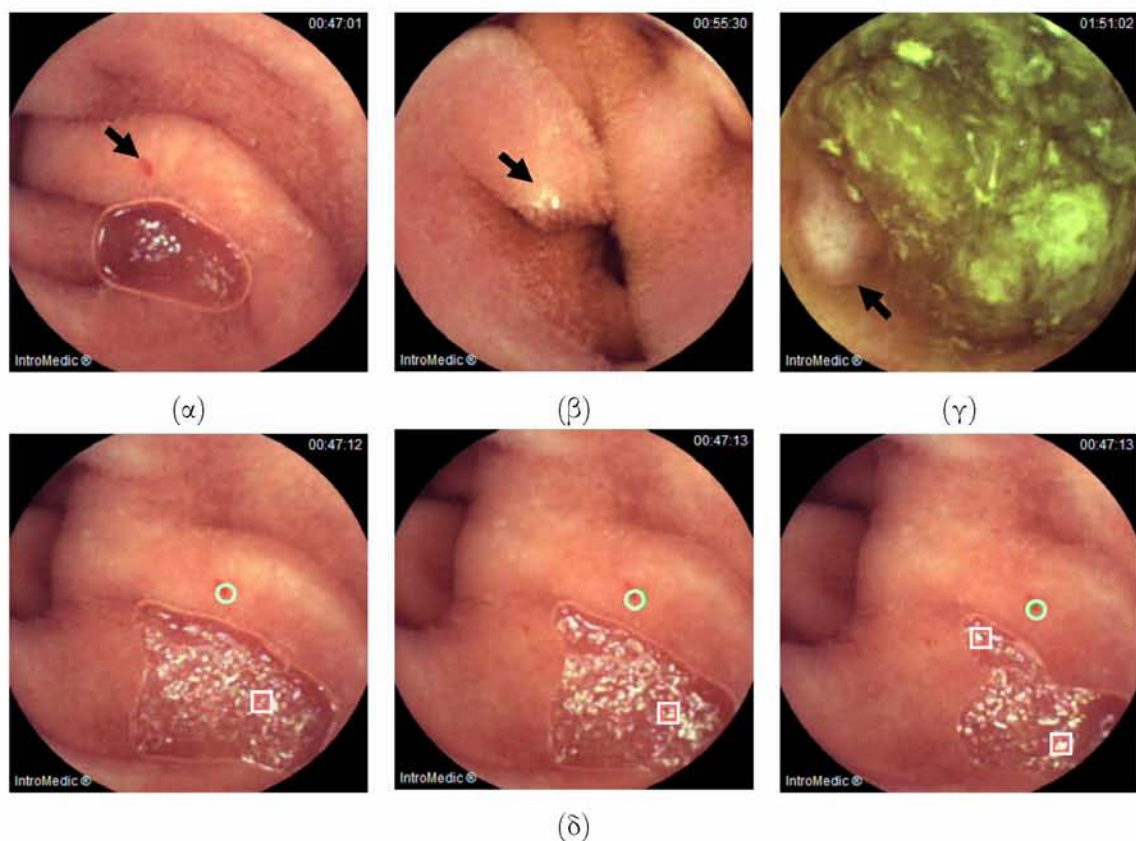 00:47:01 00:55:30 01:51:02
IntroMedic ® IntroMedic ® IntroMedic ®
(α) (β) (γ)
00:47:12 00:47:13 00:47:13
IntroMedic ® IntroMedic ® IntroMedic ®
(δ)